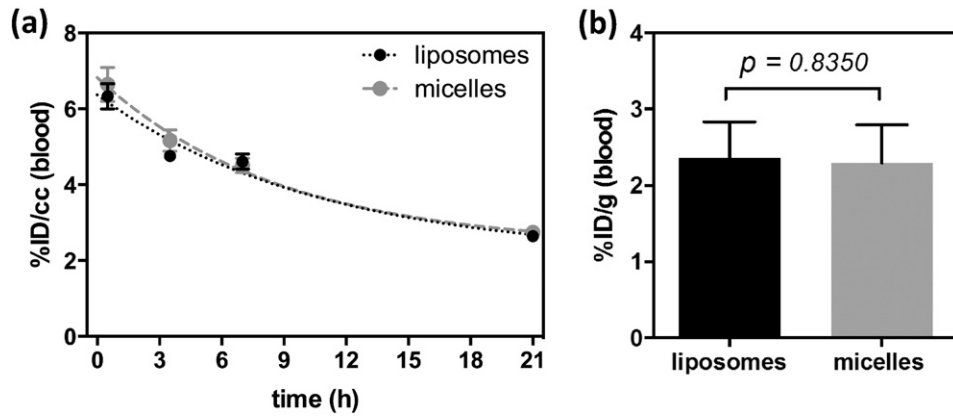 (a)
8
6
4
2
0
%ID/cc (blood)
liposomes
micelles
0 3 6 9 12 15 18 21
time (h)
(b)
4
3
2
1
0
%ID/g (blood)
p = 0.8350
liposomes micelles